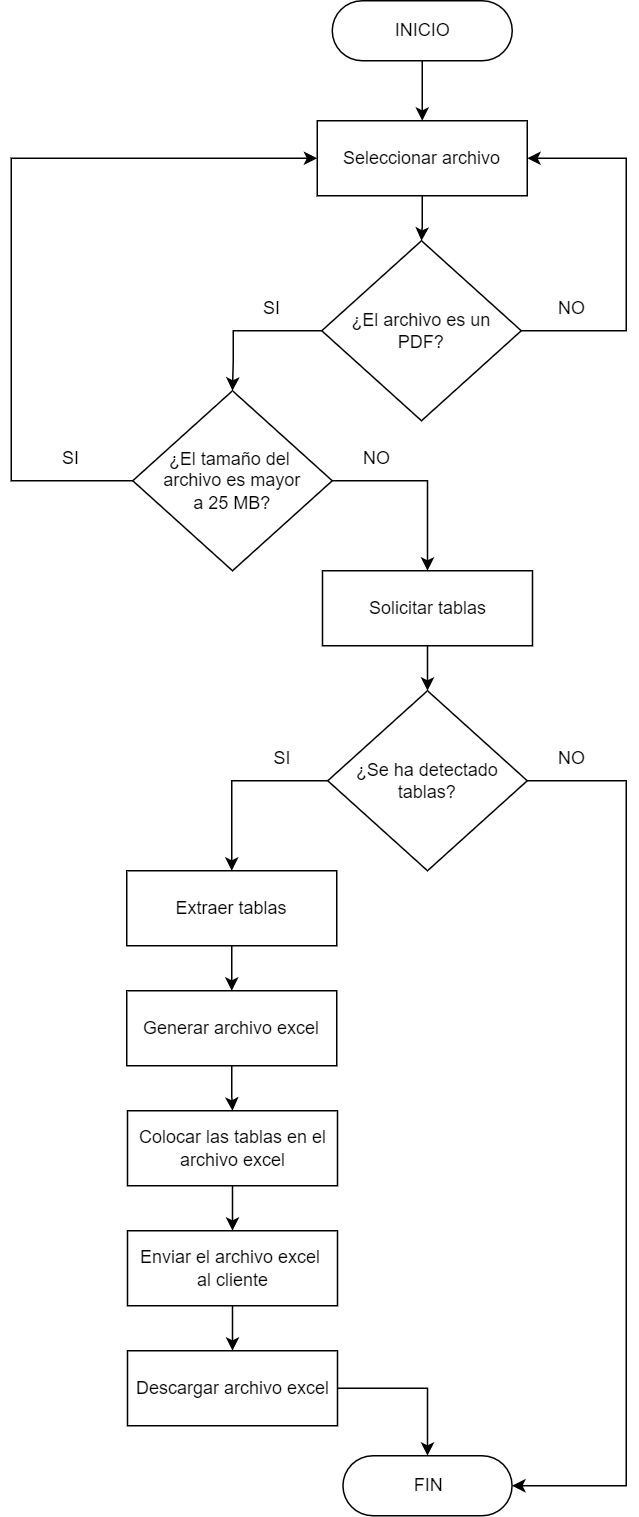 INICIO
Seleccionar archivo
SI
NO
¿El archivo es un
PDF?
SI
NO
¿El tamaño del
archivo es mayor
a 25 MB?
Solicitar tablas
SI
NO
¿Se ha detectado
tablas?
Extraer tablas
Generar archivo excel
Colocar las tablas en el
archivo excel
Enviar el archivo excel
al cliente
Descargar archivo excel
FIN